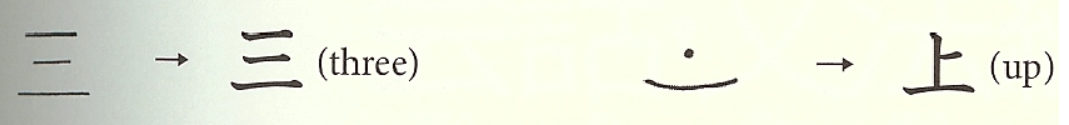 三 → 三 (three) → 上 (up)